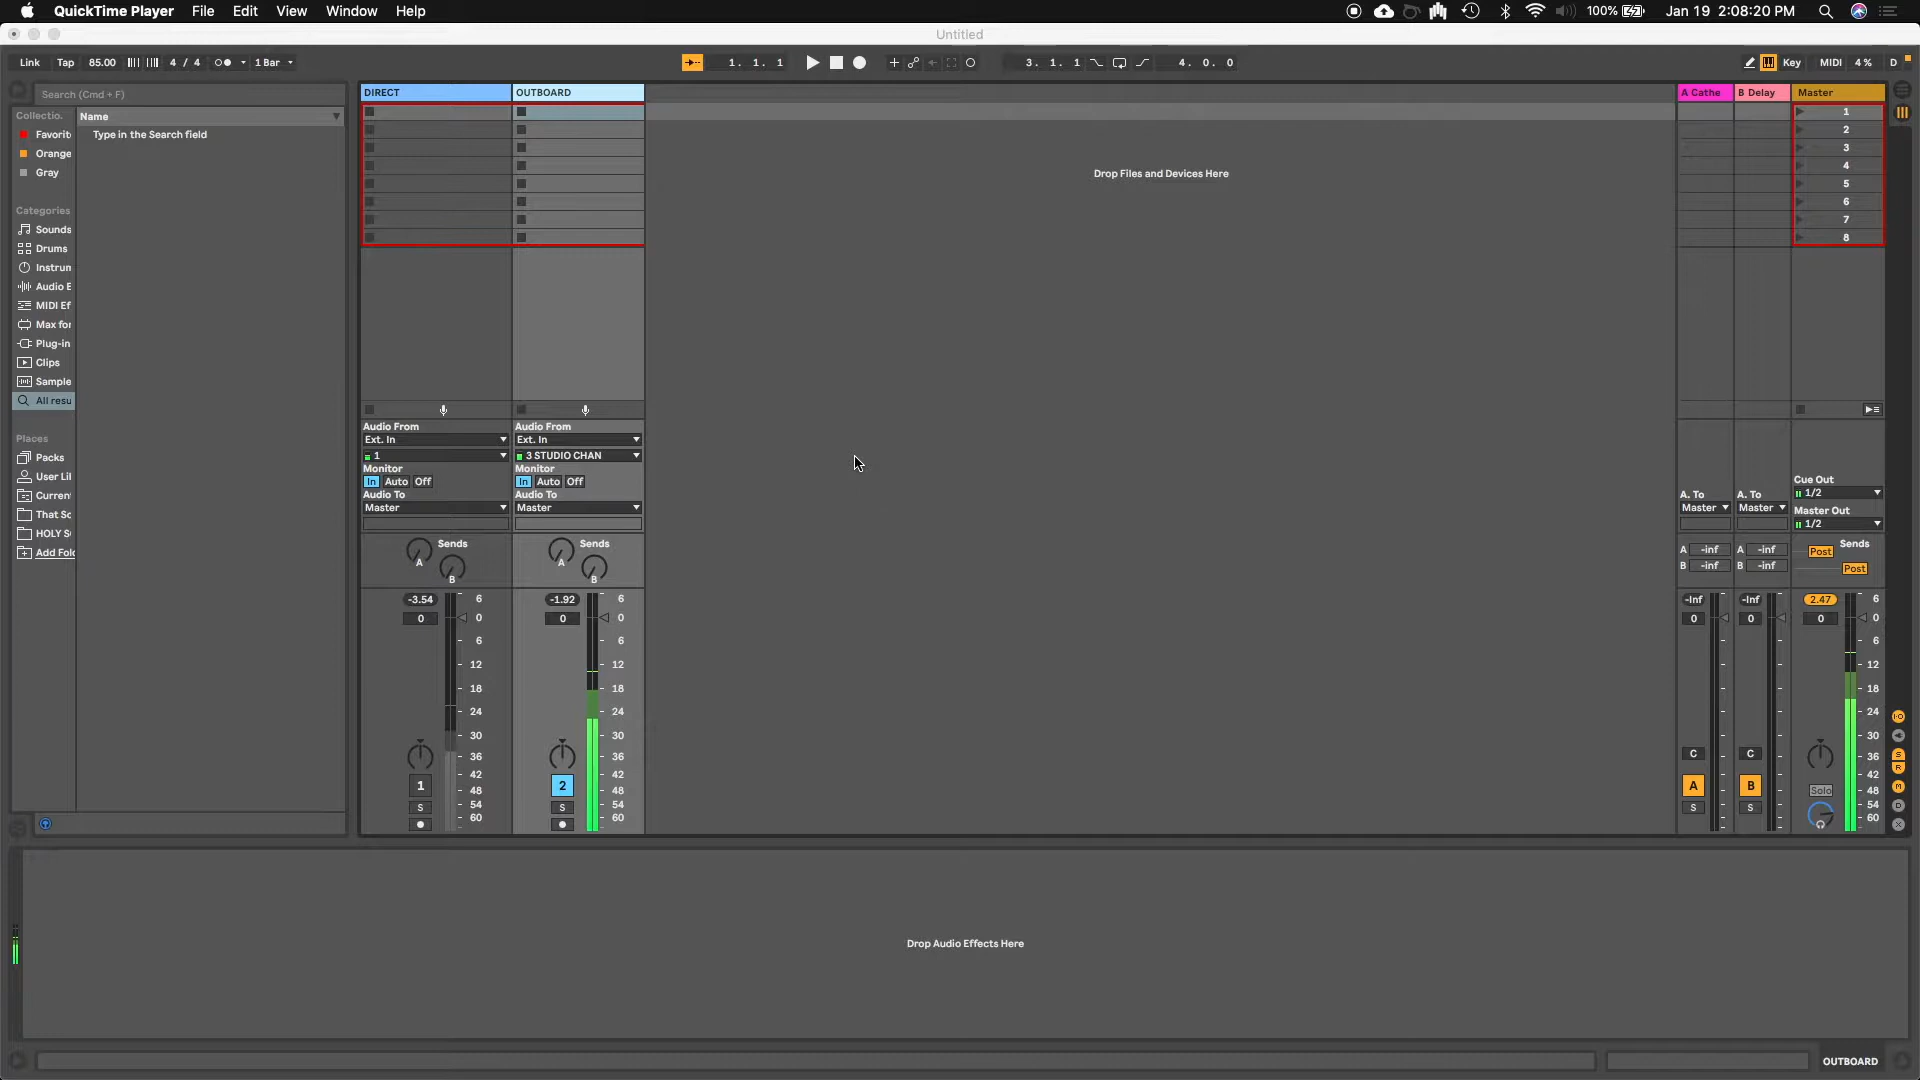 QuickTime Player File Edit View Window Help
100% Jan 19 2:08:20 PM
Untitled
Link Tap 85.00 4 / 4 1 Bar
1. 1. 1
3. 1. 1 4. 0. 0
Key MIDI 4 % D
Search (Cmd + F)
Collectio.
Favorit
Orange
Gray
Categories
Sounds
Drums
Instrun
Audio E
MIDI Ef
Max for
Plug-in
Clips
Sample
All resu
Places
Packs
User Lil
Current
That Sc
HOLY S
Add Fold
Name
Type in the Search field
DIRECT OUTBOARD
A Cathe B Delay Master
1
2
3
4
5
6
7
8
Drop Files and Devices Here
Audio From
Ext. In
1
Monitor
In Auto Off
Audio To
Master
Sends
A
B
-3.54
0
6
0
6
12
18
24
30
36
42
48
54
60
1
S
Audio From
Ext. In
3 STUDIO CHAN
Monitor
In Auto Off
Audio To
Master
Sends
A
B
-1.92
0
6
0
6
12
18
24
30
36
42
48
54
60
2
S
A. To
Master
A -inf
B -inf
-Inf
0
C
A
S
A. To
Master
A -inf
B -inf
-Inf
0
C
B
S
Cue Out
1/2
Master Out
1/2
Sends
Post
Post
2.47
0
6
0
6
12
18
24
30
36
42
48
54
60
Solo
I·O
S
R
M
D
X
Drop Audio Effects Here
OUTBOARD